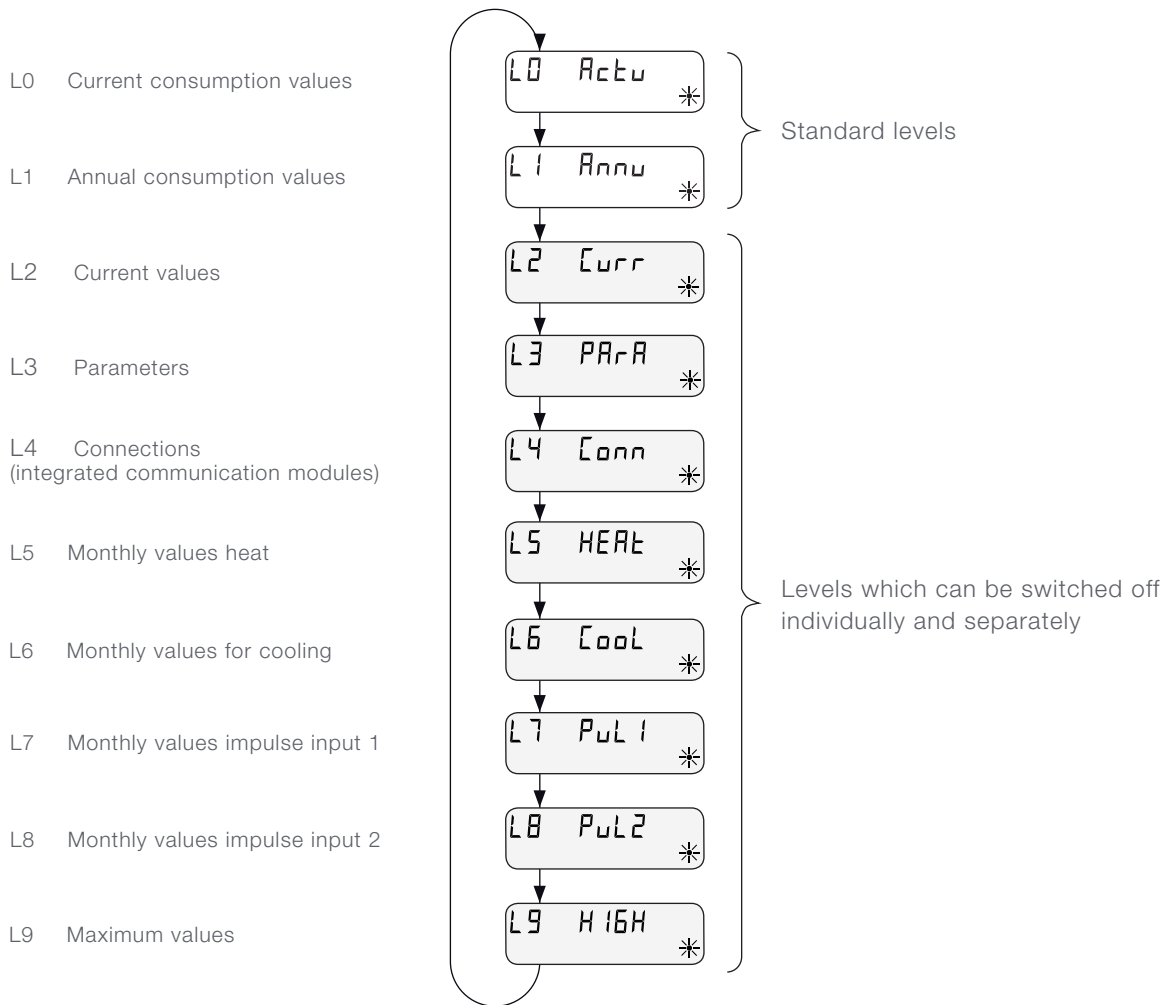 L0 Current consumption values
L0 Actu
Standard levels
L1 Annual consumption values
L1 Annu
L2 Current values
L2 Curr
L3 Parameters
L3 PArA
L4 Connections
(integrated communication modules)
L4 Conn
L5 Monthly values heat
L5 HEAt
Levels which can be switched off
individually and separately
L6 Monthly values for cooling
L6 CooL
L7 Monthly values impulse input 1
L7 PuL1
L8 Monthly values impulse input 2
L8 PuL2
L9 Maximum values
L9 HIGH